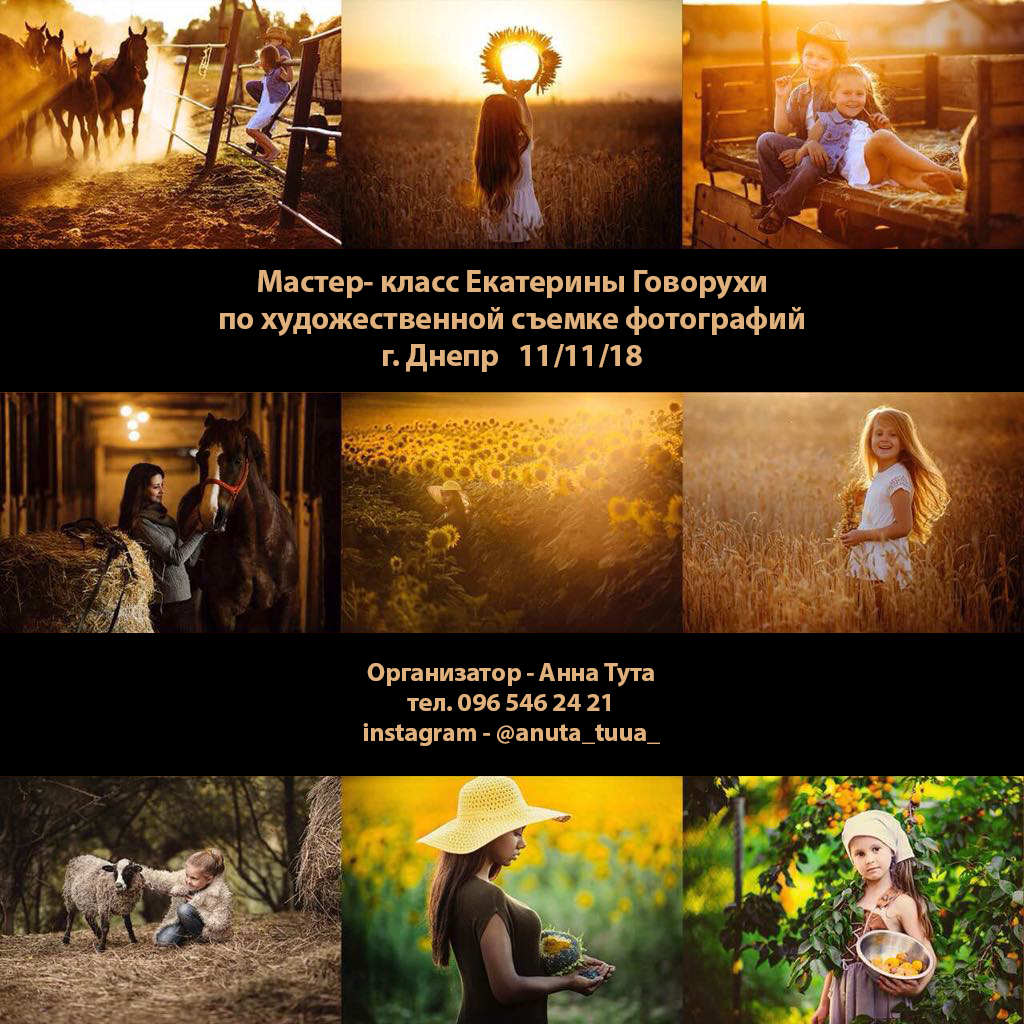 Мастер- класс Екатерины Говорухи
по художественной съемке фотографий
г. Днепр 11/11/18
Организатор - Анна Тута
тел. 096 546 24 21
instagram - @anuta_tuua_